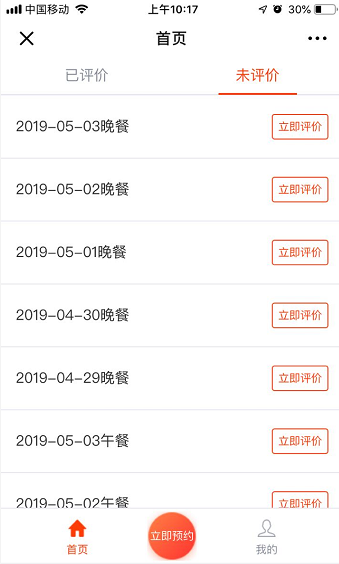 中国移动 上午10:17 30%
首页
已评价 未评价
2019-05-03晚餐 立即评价
2019-05-02晚餐 立即评价
2019-05-01晚餐 立即评价
2019-04-30晚餐 立即评价
2019-04-29晚餐 立即评价
2019-05-03午餐 立即评价
2019-05-02午餐 立即评价
首页 立即预约 我的